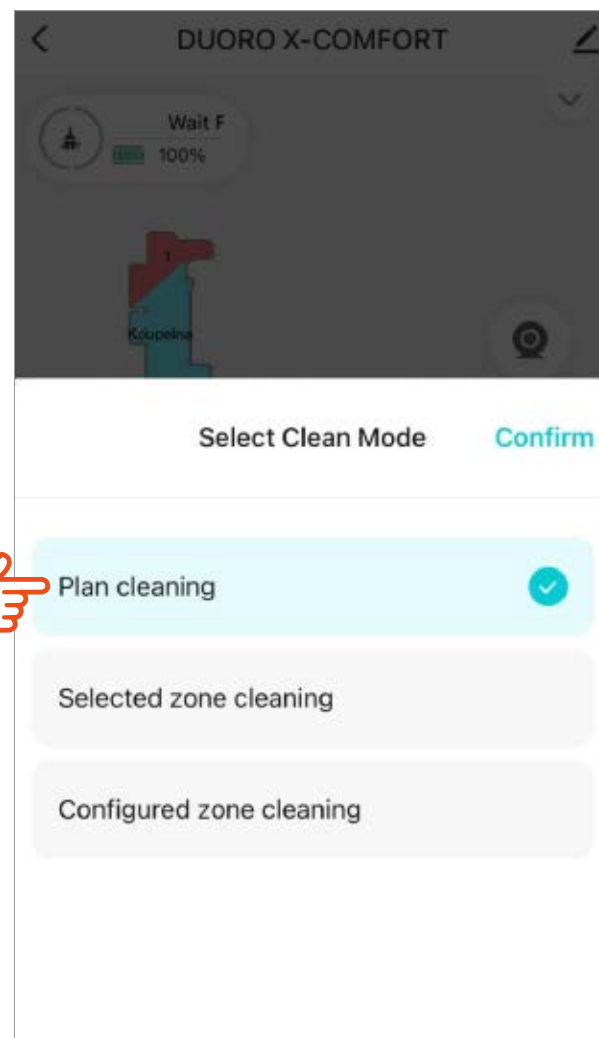 DUORO X-COMFORT
Wait F
100%
1
Koupelna
Select Clean Mode
Confirm
Plan cleaning
Selected zone cleaning
Configured zone cleaning